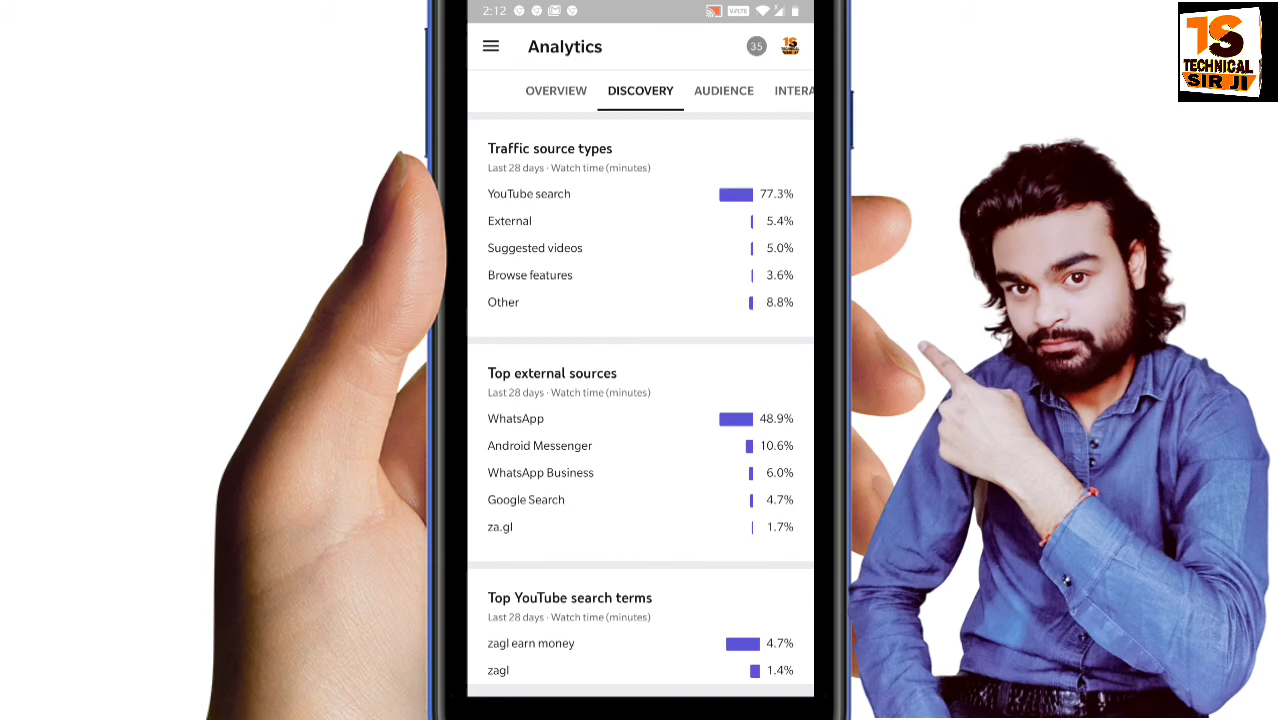 2:12
VoLTE
Analytics
35
1S
TECHNICAL
SIR JI
OVERVIEW DISCOVERY AUDIENCE INTERA
Traffic source types
Last 28 days · Watch time (minutes)
YouTube search 77.3%
External 5.4%
Suggested videos 5.0%
Browse features 3.6%
Other 8.8%
Top external sources
Last 28 days · Watch time (minutes)
WhatsApp 48.9%
Android Messenger 10.6%
WhatsApp Business 6.0%
Google Search 4.7%
za.gl 1.7%
Top YouTube search terms
Last 28 days · Watch time (minutes)
zagl earn money 4.7%
zagl 1.4%